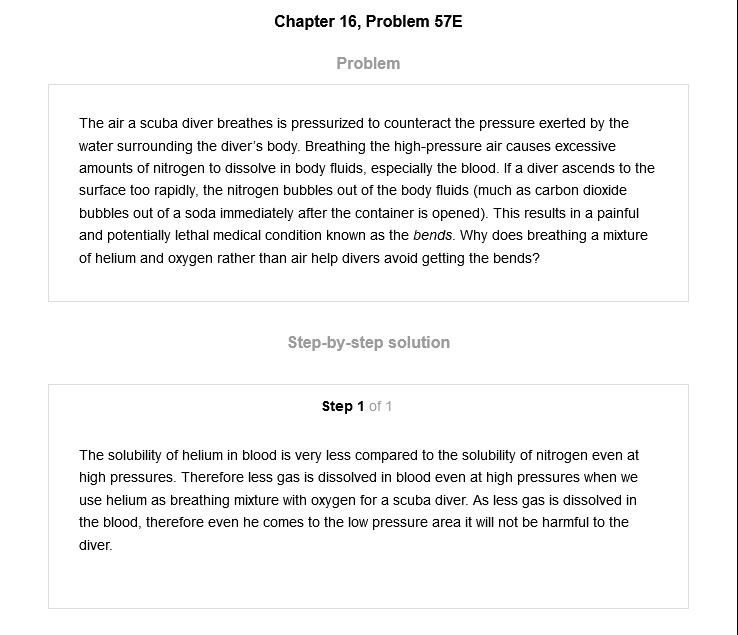 Chapter 16, Problem 57E
Problem
The air a scuba diver breathes is pressurized to counteract the pressure exerted by the
water surrounding the diver's body. Breathing the high-pressure air causes excessive
amounts of nitrogen to dissolve in body fluids, especially the blood. If a diver ascends to the
surface too rapidly, the nitrogen bubbles out of the body fluids (much as carbon dioxide
bubbles out of a soda immediately after the container is opened). This results in a painful
and potentially lethal medical condition known as the bends. Why does breathing a mixture
of helium and oxygen rather than air help divers avoid getting the bends?
Step-by-step solution
Step 1 of 1
The solubility of helium in blood is very less compared to the solubility of nitrogen even at
high pressures. Therefore less gas is dissolved in blood even at high pressures when we
use helium as breathing mixture with oxygen for a scuba diver. As less gas is dissolved in
the blood, therefore even he comes to the low pressure area it will not be harmful to the
diver.